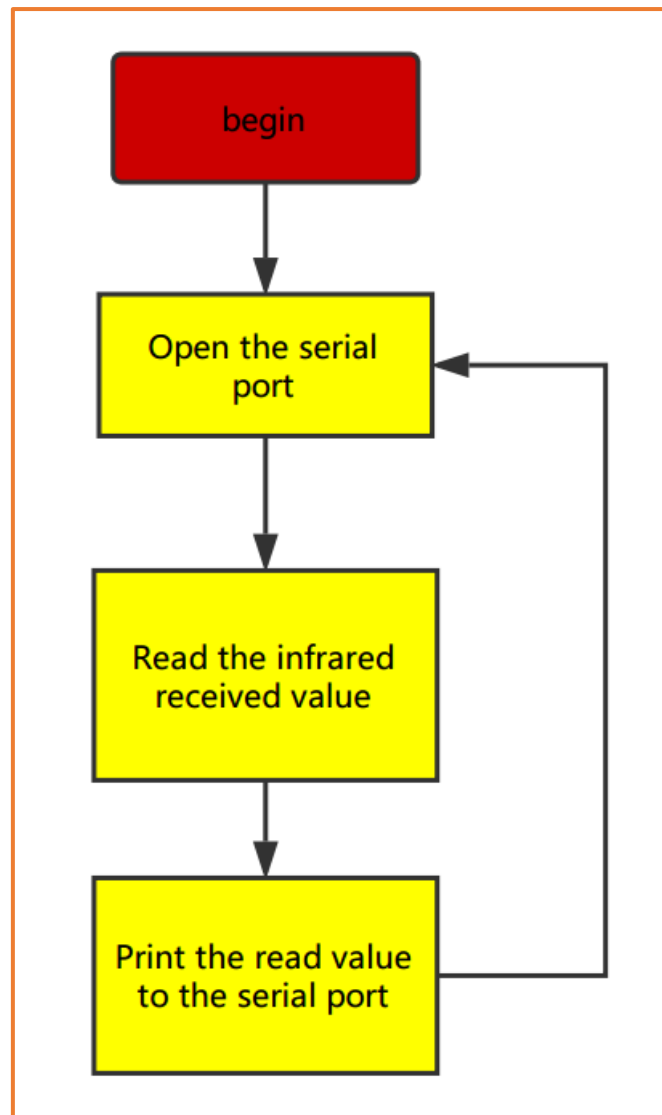 begin
Open the serial
port
Read the infrared
received value
Print the read value
to the serial port